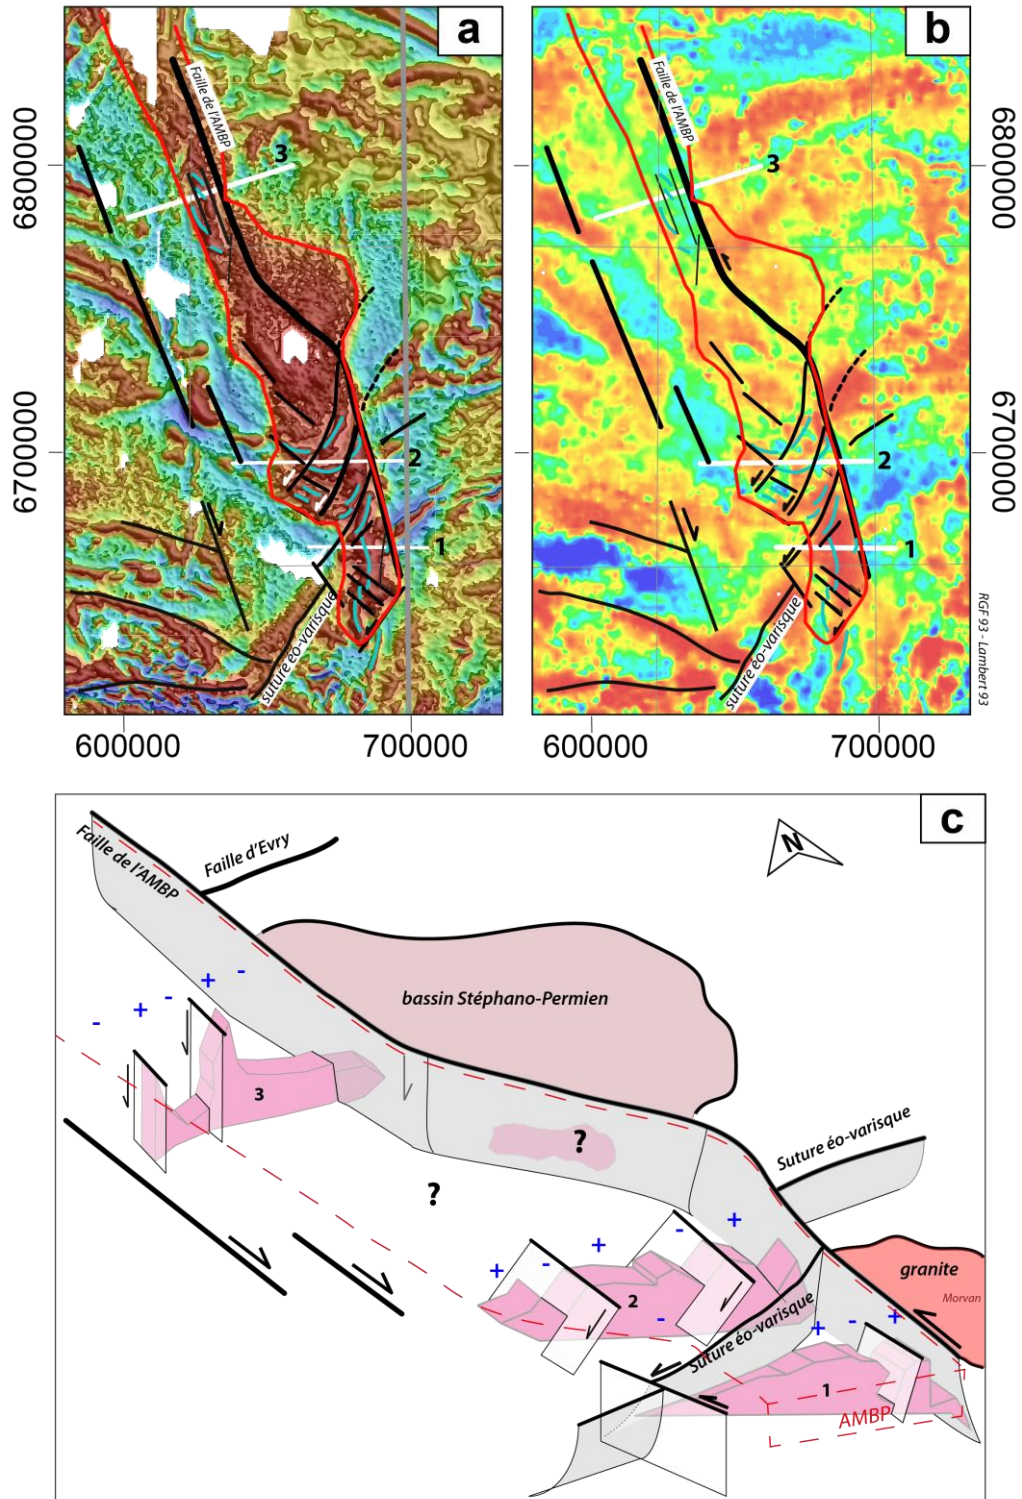 a
Faille de l'AMBP
3
2
1
suture éo-varisque
6800000
6700000
600000
700000
b
Faille de l'AMBP
3
2
1
suture éo-varisque
6800000
6700000
600000
700000
RGF 93 - Lambert 93
c
N
Faille de l'AMBP
Faille d'Evry
bassin Stéphano-Permien
- + - + -
3
?
?
Suture éo-varisque
+
-
+
-
+
2
-
granite
Morvan
Suture éo-varisque
+ - +
1
AMBP